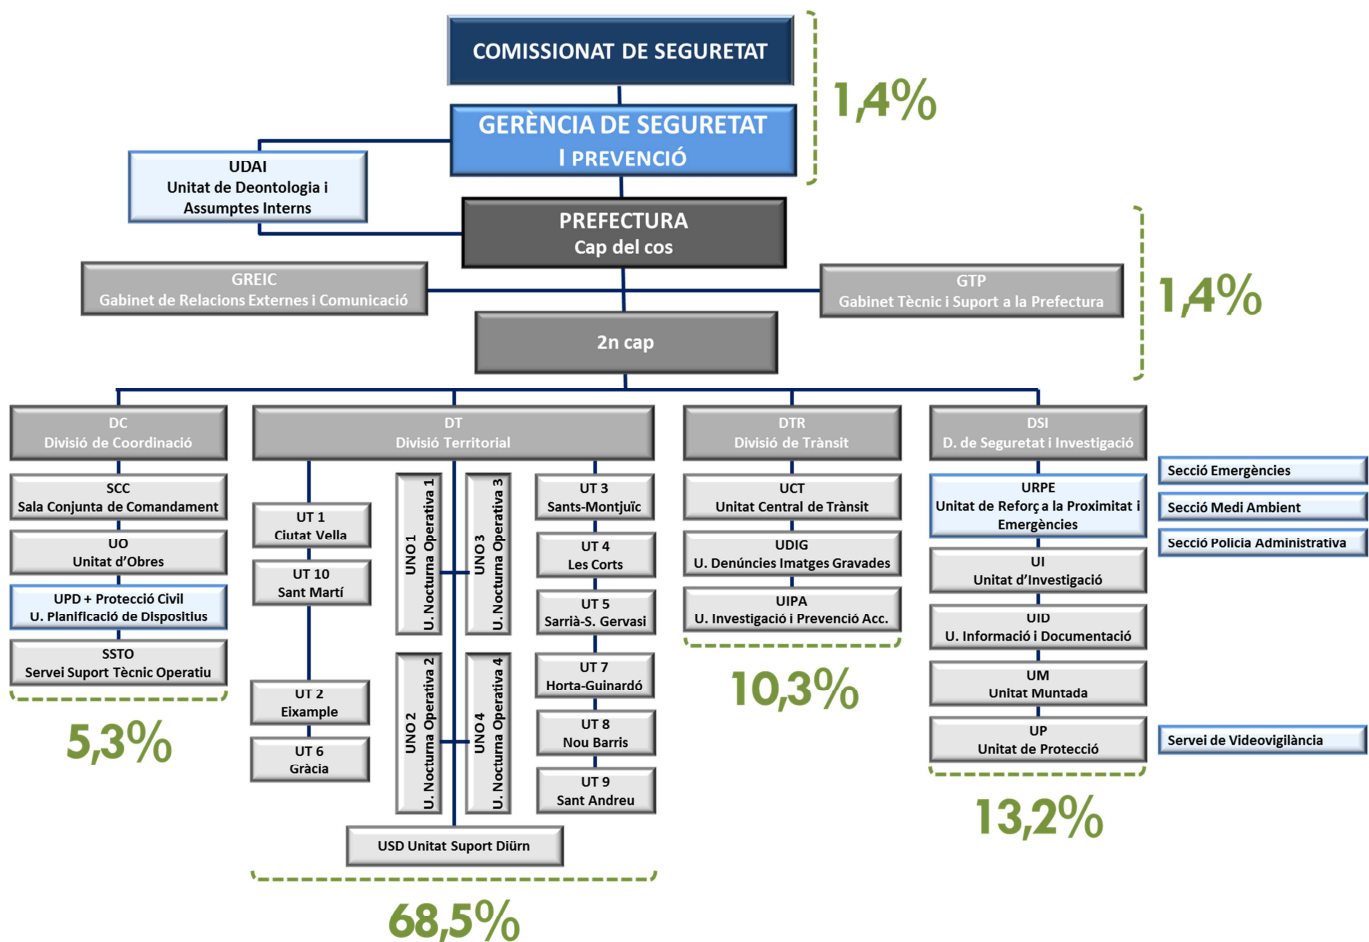 COMISSIONAT DE SEGURETAT
1,4%
GERÈNCIA DE SEGURETAT
I PREVENCIÓ
UDAI
Unitat de Deontologia i
Assumptes Interns
PREFECTURA
Cap del cos
GREIC
Gabinet de Relacions Externes i Comunicació
GTP
Gabinet Tècnic i Suport a la Prefectura
1,4%
2n cap
DC
Divisió de Coordinació
SCC
Sala Conjunta de Comandament
UO
Unitat d'Obres
UPD + Protecció Civil
U. Planificació de Dispositius
SSTO
Servei Suport Tècnic Operatiu
5,3%
DT
Divisió Territorial
UT 1
Ciutat Vella
UT 10
Sant Martí
UT 2
Eixample
UT 6
Gràcia
UNO 1
U. Nocturna Operativa 1
UNO 3
U. Nocturna Operativa 3
UNO 2
U. Nocturna Operativa 2
UNO 4
U. Nocturna Operativa 4
UT 3
Sants-Montjuïc
UT 4
Les Corts
UT 5
Sarrià-S. Gervasi
UT 7
Horta-Guinardó
UT 8
Nou Barris
UT 9
Sant Andreu
USD Unitat Suport Diürn
68,5%
DTR
Divisió de Trànsit
UCT
Unitat Central de Trànsit
UDIG
U. Denúncies Imatges Gravades
UIPA
U. Investigació i Prevenció Acc.
10,3%
DSI
D. de Seguretat i Investigació
URPE
Unitat de Reforç a la Proximitat i
Emergències
UI
Unitat d'Investigació
UID
U. Informació i Documentació
UM
Unitat Muntada
UP
Unitat de Protecció
13,2%
Secció Emergències
Secció Medi Ambient
Secció Policia Administrativa
Servei de Videovigilància